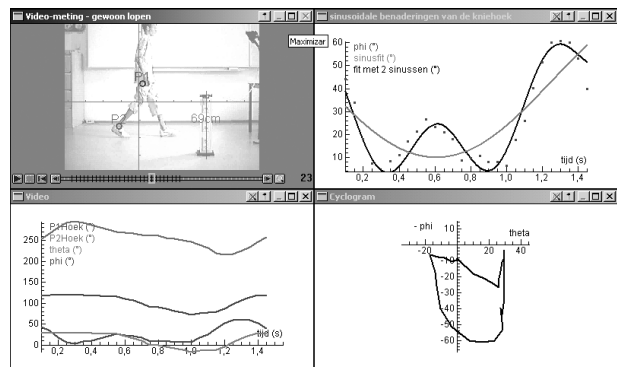 Video-meting - gewoon lopen
P1
P2
69cm
23
Maximizar
sinusoidale benaderingen van de kniehoek
60
phi (°)
sinusfit (°)
fit met 2 sinussen (°)
50
40
30
20
10
tijd (s)
0,2 0,4 0,6 0,8 1,0 1,2 1,4
Video
P1Hoek (°)
P2Hoek (°)
theta (°)
phi (°)
250
200
150
100
50
0
tijd (s)
0,2 0,4 0,6 0,8 1,0 1,2 1,4
Cyclogram
- phi
10
theta
-20 0 20 40
-10
-20
-30
-40
-50
-60